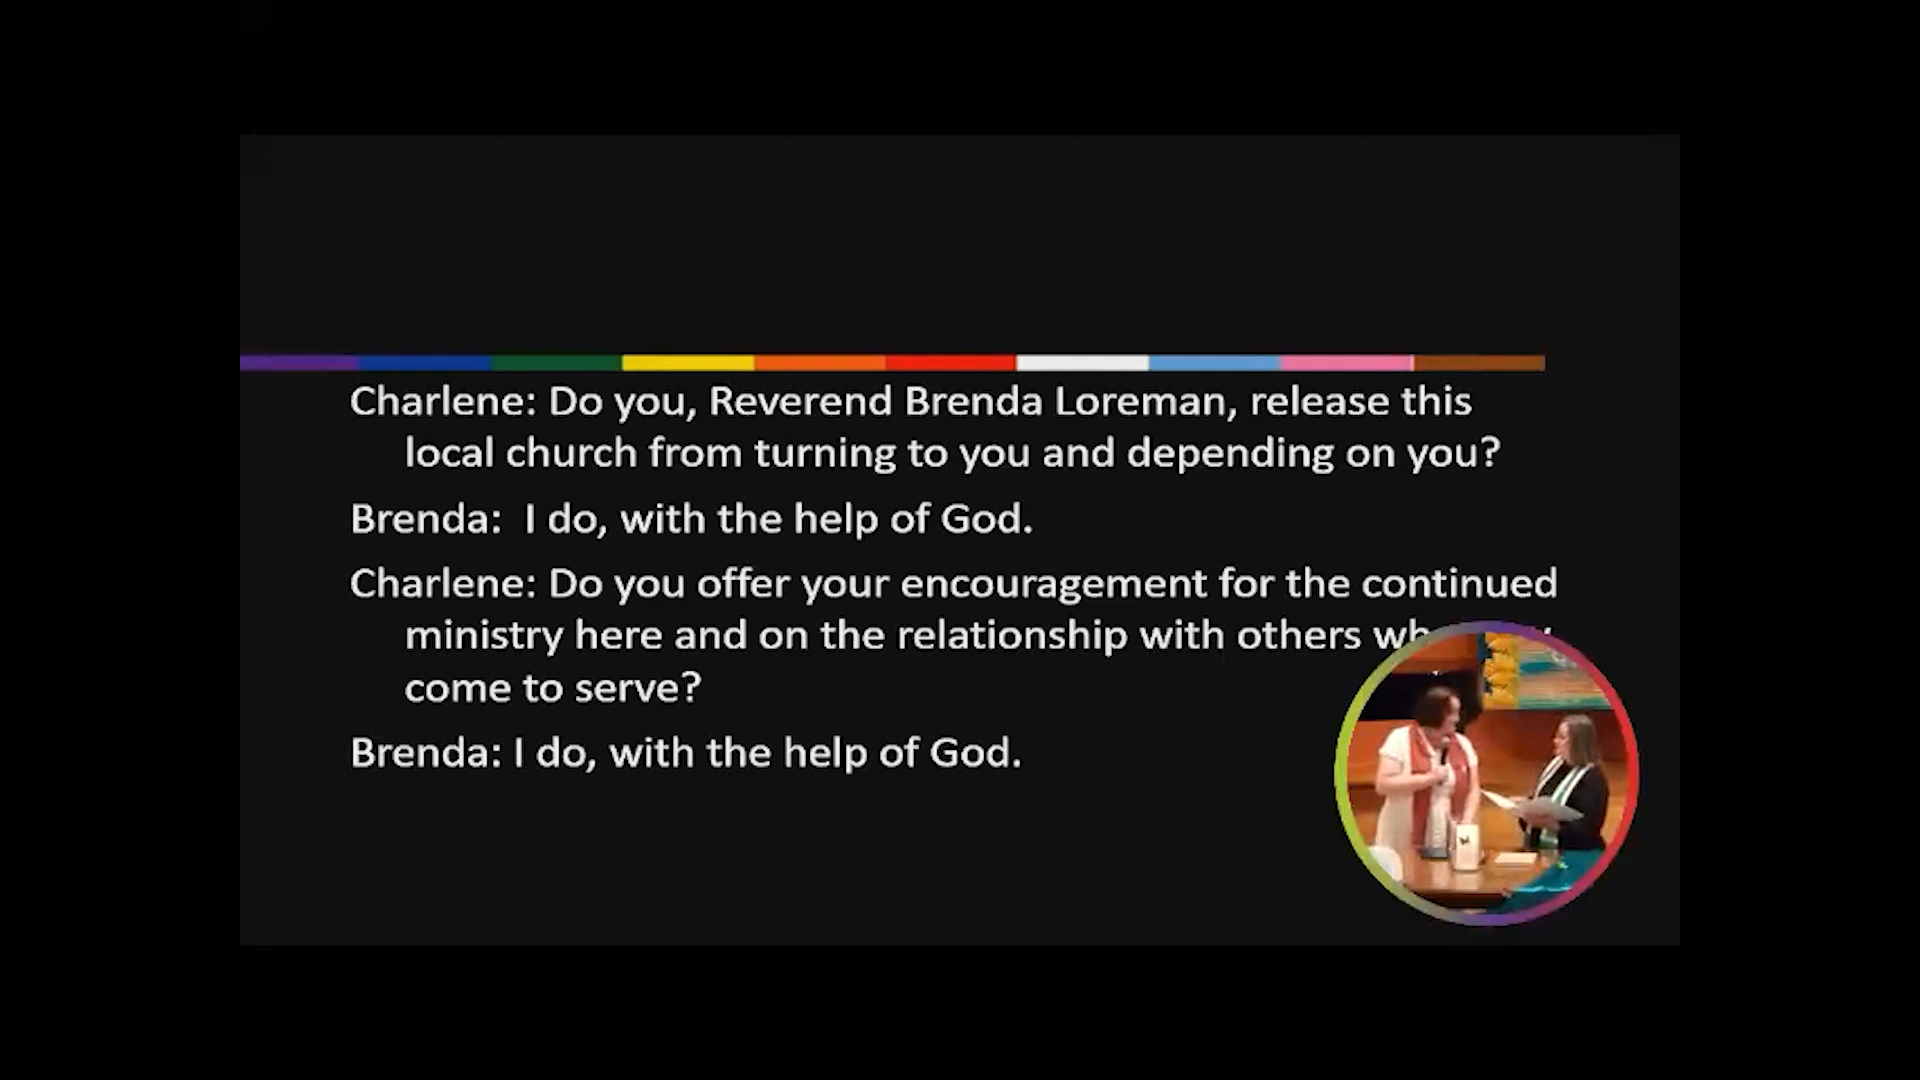 Charlene: Do you, Reverend Brenda Loreman, release this
local church from turning to you and depending on you?
Brenda:  I do, with the help of God.
Charlene: Do you offer your encouragement for the continued
ministry here and on the relationship with others
come to serve?
Brenda: I do, with the help of God.